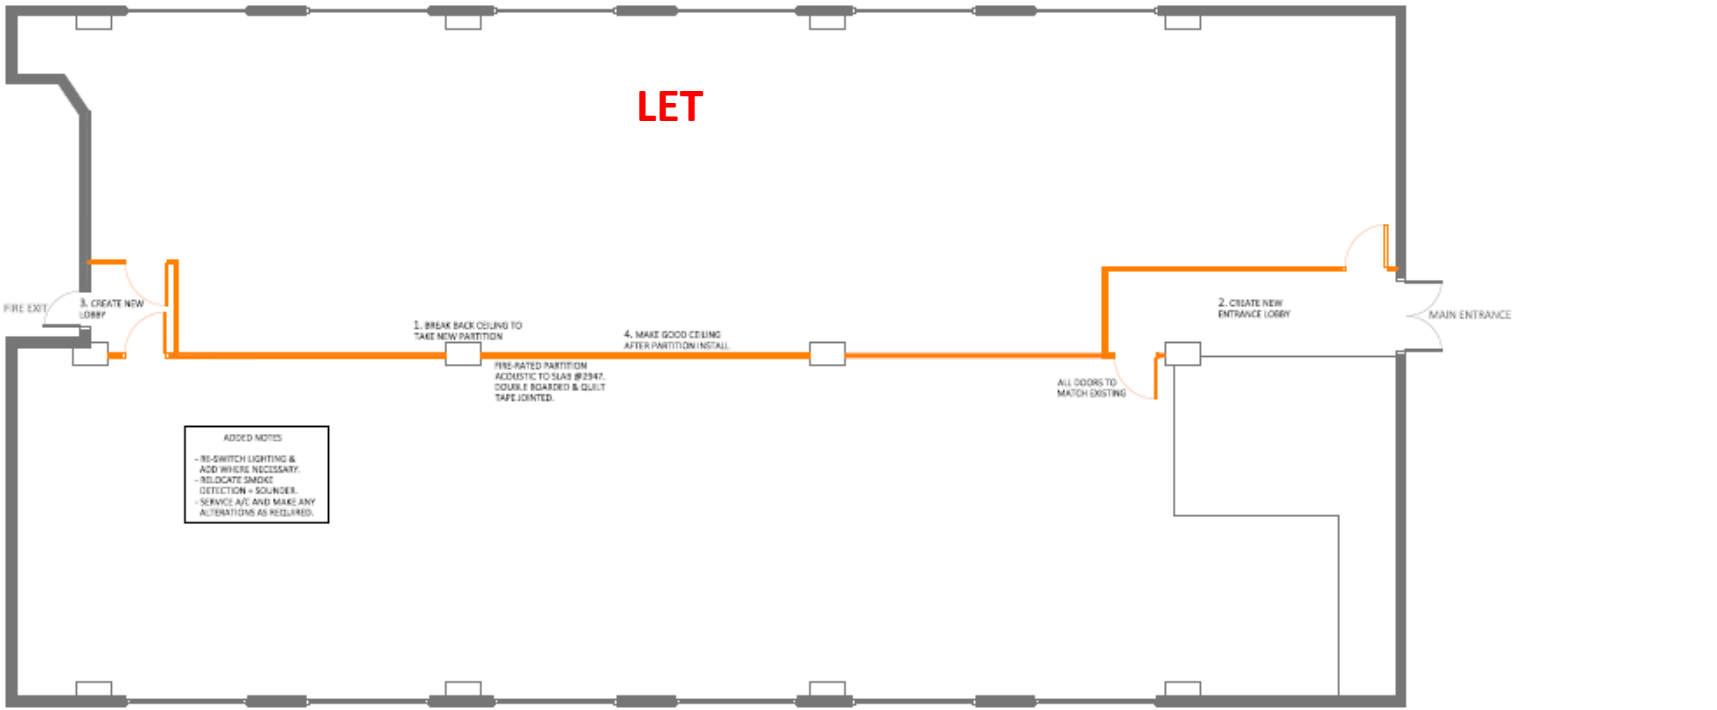 LET
FIRE EXIT
3. CREATE NEW
LOBBY
1. BREAK BACK CEILING TO
TAKE NEW PARTITION
4. MAKE GOOD CEILING
AFTER PARTITION INSTALL
2. CREATE NEW
ENTRANCE LOBBY
MAIN ENTRANCE
FIRE-RATED PARTITION
ACOUSTIC TO SLAB @2947.
DOUBLE BOARDED & QUILT
TAPE JOINTED.
ALL DOORS TO
MATCH EXISTING
ADDED NOTES
- RE-SWITCH LIGHTING &
ADD WHERE NECESSARY.
- RELOCATE SMOKE
DETECTION + SOUNDER.
- SERVICE A/C AND MAKE ANY
ALTERATIONS AS REQUIRED.